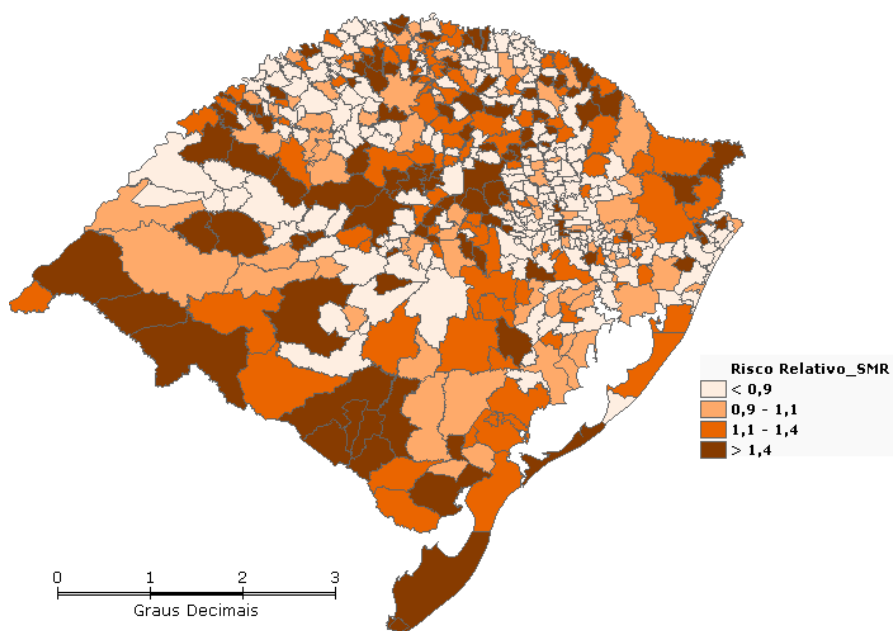 Risco Relativo_SMR
< 0,9
0,9 - 1,1
1,1 - 1,4
> 1,4
0 1 2 3
Graus Decimais